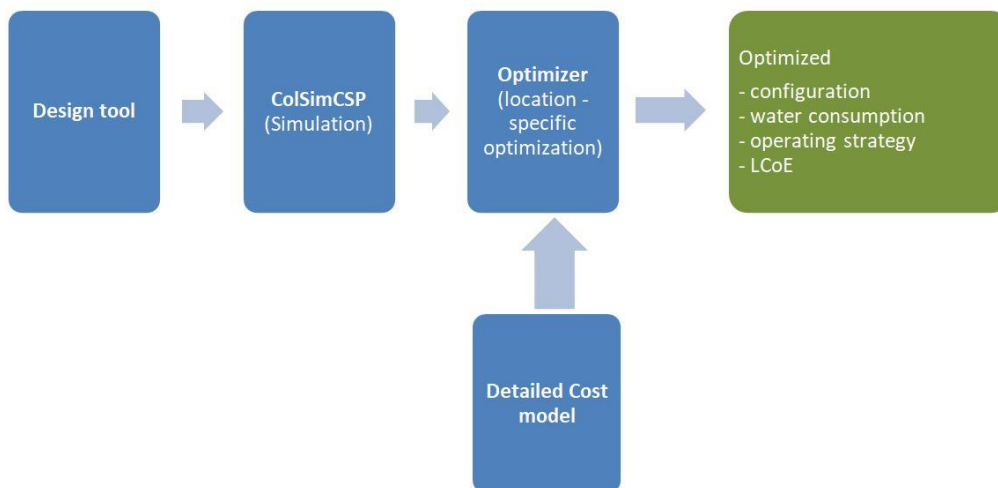 Design tool
ColSimCSP
(Simulation)
Optimizer
(location -
specific
optimization)
Optimized
- configuration
- water consumption
- operating strategy
- LCoE
Detailed Cost
model